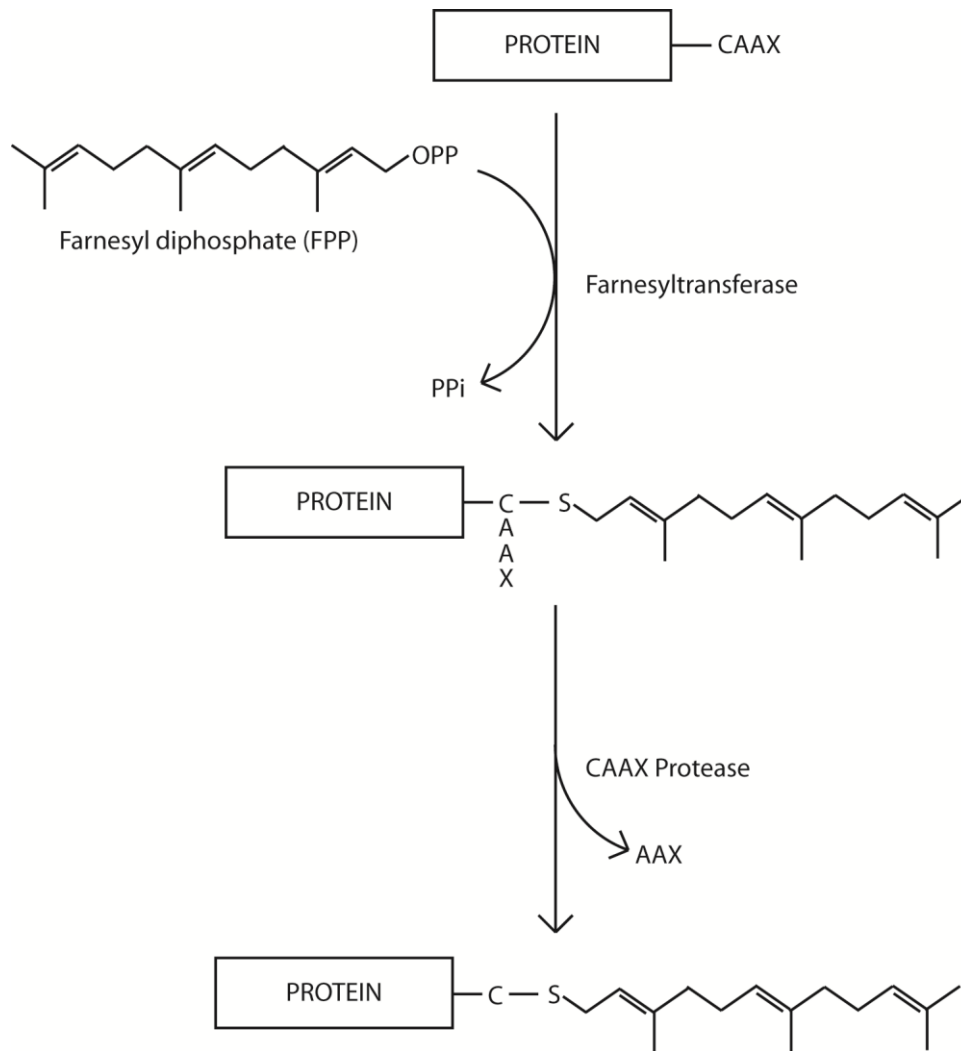 PROTEIN
CAAX
OPP
Farnesyl diphosphate (FPP)
Farnesyltransferase
PPi
PROTEIN
C
S
A
A
X
CAAX Protease
AAX
PROTEIN
C
S